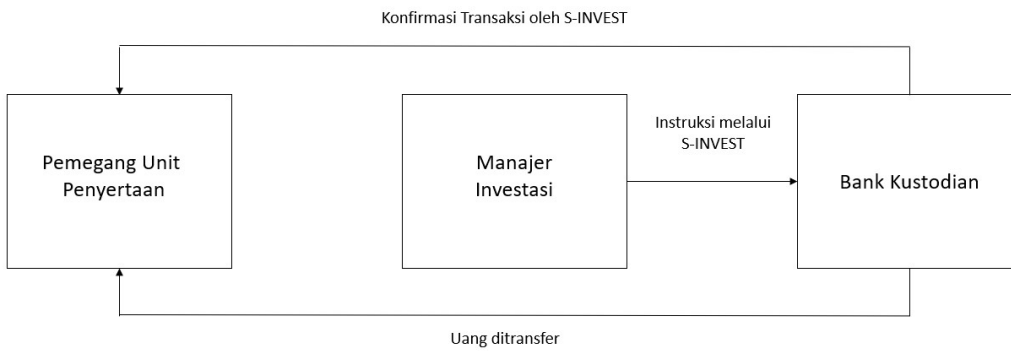 Konfirmasi Transaksi oleh S-INVEST
Pemegang Unit
Penyertaan
Manajer
Investasi
Instruksi melalui
S-INVEST
Bank Kustodian
Uang ditransfer